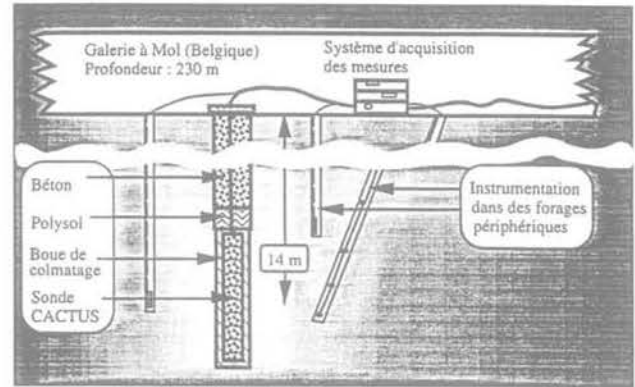 Galerie à Mol (Belgique)
Profondeur : 230 m
Système d'acquisition
des mesures
Béton
Polysol
Boue de
colmatage
Sonde
CACTUS
14 m
Instrumentation
dans des forages
périphériques